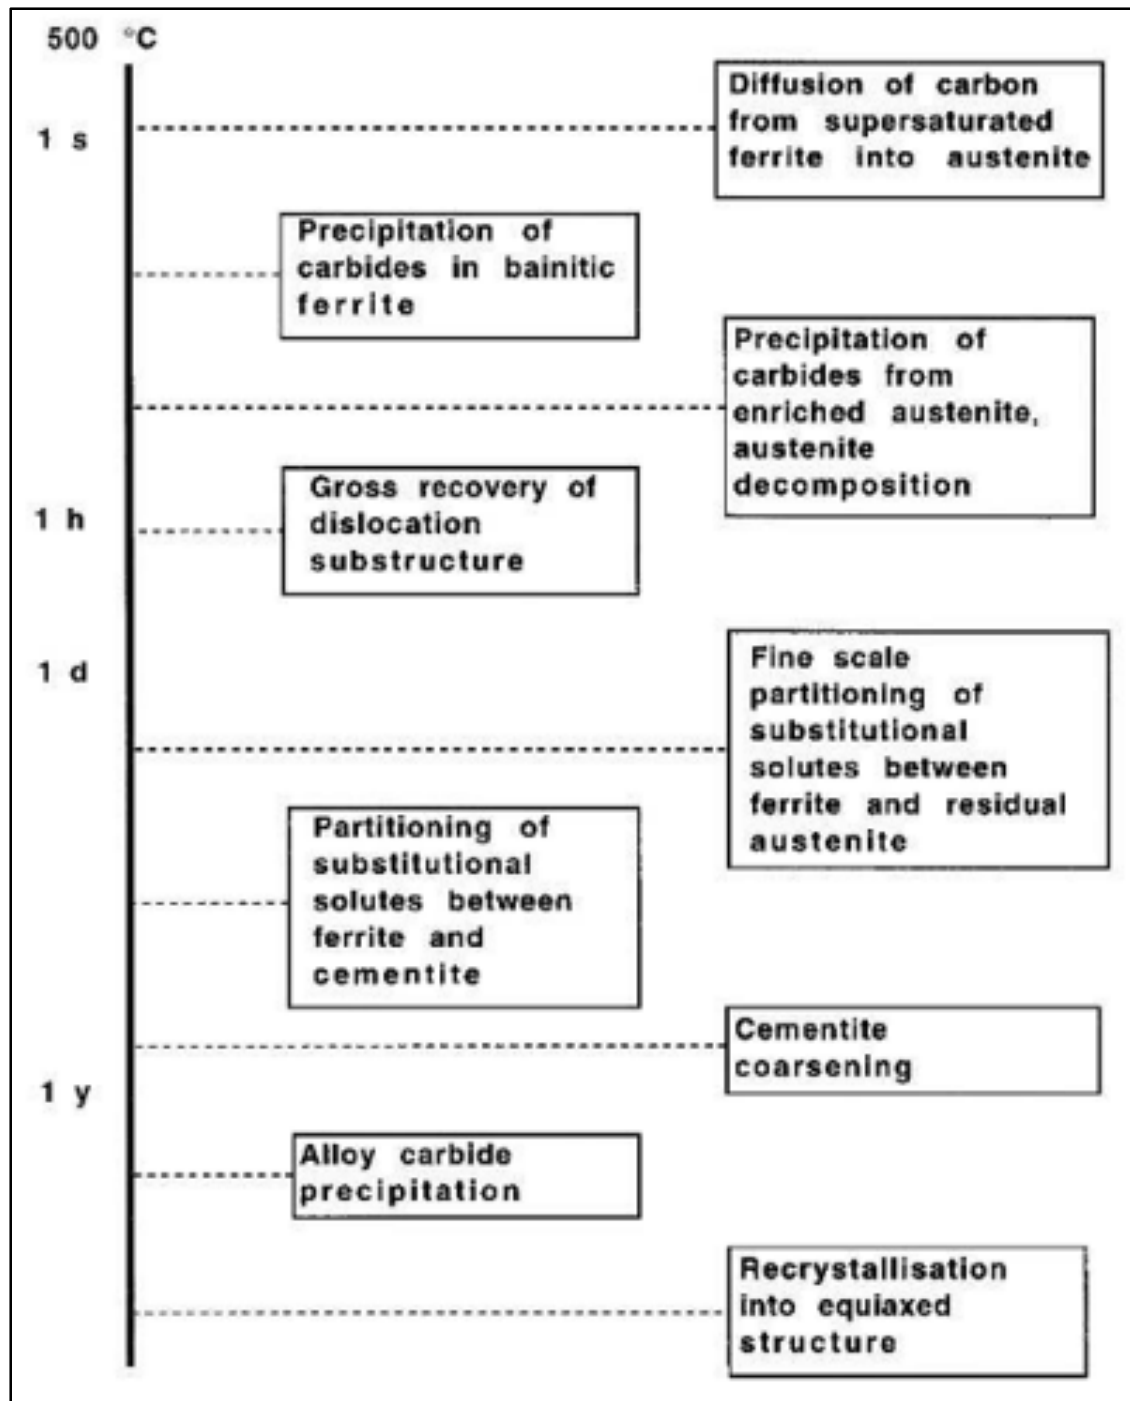 500 °C
1 s
Diffusion of carbon
from supersaturated
ferrite into austenite
Precipitation of
carbides in bainitic
ferrite
Precipitation of
carbides from
enriched austenite,
austenite
decomposition
1 h
Gross recovery of
dislocation
substructure
1 d
Fine scale
partitioning of
substitutional
solutes between
ferrite and residual
austenite
Partitioning of
substitutional
solutes between
ferrite and
cementite
Cementite
coarsening
1 y
Alloy carbide
precipitation
Recrystallisation
into equiaxed
structure